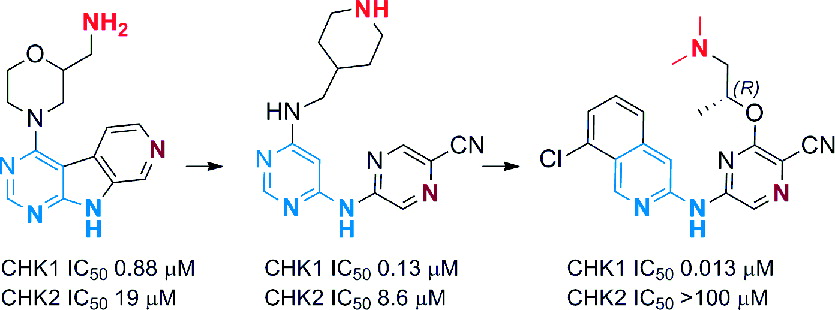 NH₂
O
N
N
N
N
H
N
CHK1 IC₅₀ 0.88 µM
CHK2 IC₅₀ 19 µM
NH
HN
N
N
N
H
N
N
CN
CHK1 IC₅₀ 0.13 µM
CHK2 IC₅₀ 8.6 µM
N
(R)
O
Cl
N
N
H
N
N
CN
CHK1 IC₅₀ 0.013 µM
CHK2 IC₅₀ >100 µM